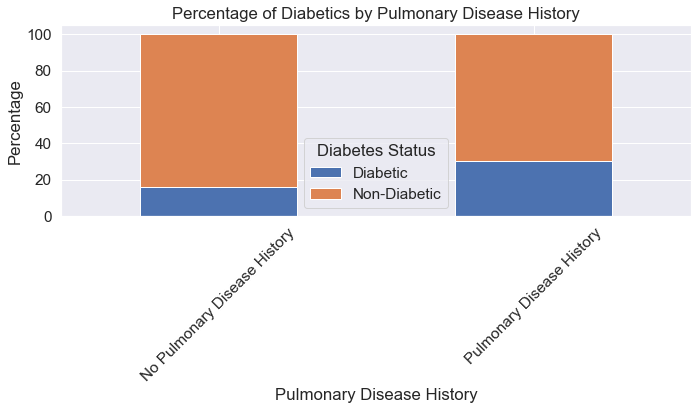 Percentage of Diabetics by Pulmonary Disease History
Percentage
100
80
60
40
20
0
Diabetes Status
Diabetic
Non-Diabetic
No Pulmonary Disease History
Pulmonary Disease History
Pulmonary Disease History